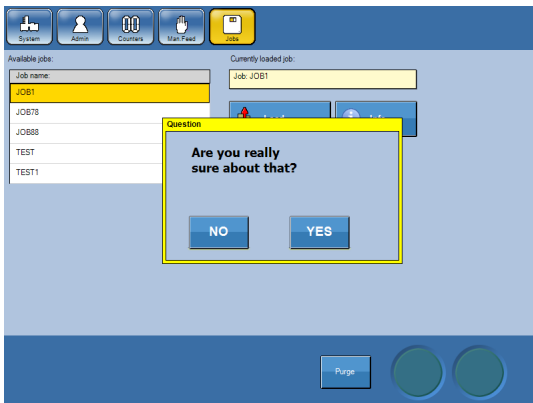 System
Admin
Counters
Man.Feed
Jobs
Available jobs:
Currently loaded job:
Job name:
Job: JOB1
JOB1
JOB78
JOB88
TEST
TEST1
Question
Are you really
sure about that?
NO
YES
Purge